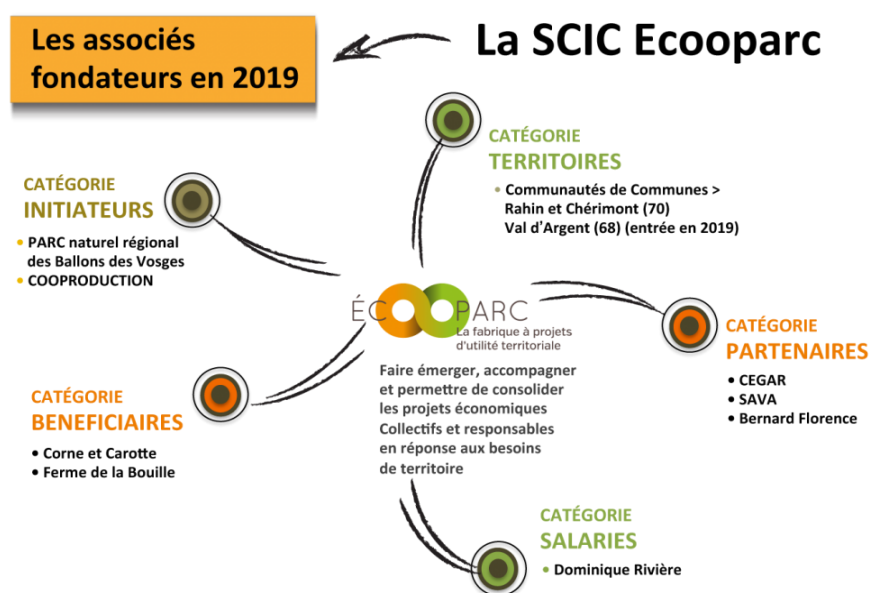 Les associés
fondateurs en 2019
La SCIC Ecooparc
CATÉGORIE
TERRITOIRES
• Communautés de Communes >
Rahin et Chérimont (70)
Val d'Argent (68) (entrée en 2019)
CATÉGORIE
INITIATEURS
• PARC naturel régional
des Ballons des Vosges
• COOPRODUCTION
ÉCOOPARC
La fabrique à projets
d'utilité territoriale
Faire émerger, accompagner
et permettre de consolider
les projets économiques
Collectifs et responsables
en réponse aux besoins
de territoire
CATÉGORIE
PARTENAIRES
• CEGAR
• SAVA
• Bernard Florence
CATÉGORIE
BENEFICIAIRES
• Corne et Carotte
• Ferme de la Bouille
CATÉGORIE
SALARIES
• Dominique Rivière